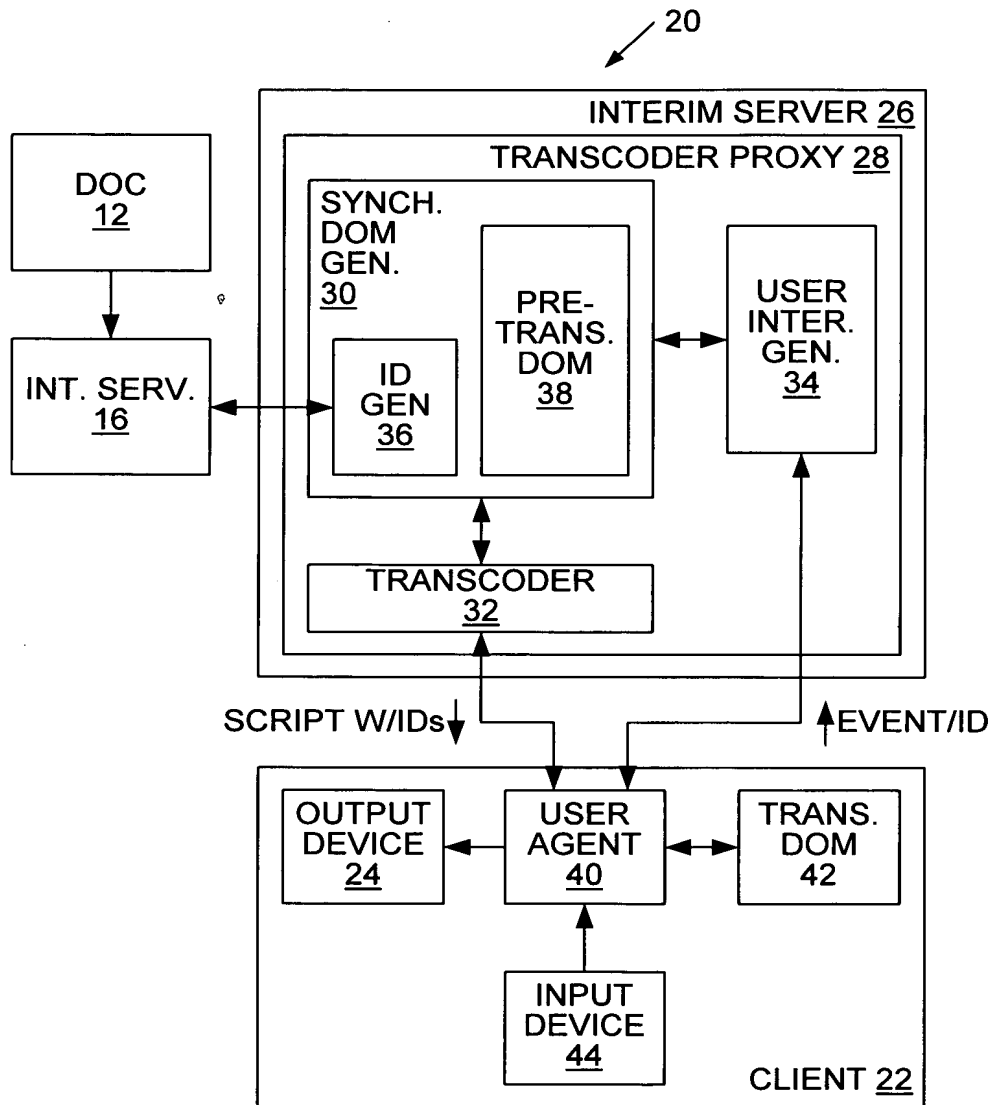 20
INTERIM SERVER 26
TRANSCODER PROXY 28
DOC
12
SYNCH.
DOM
GEN.
30
PRE-
TRANS.
DOM
38
USER
INTER.
GEN.
34
INT. SERV.
16
ID
GEN
36
TRANSCODER
32
SCRIPT W/IDs
EVENT/ID
OUTPUT
DEVICE
24
USER
AGENT
40
TRANS.
DOM
42
INPUT
DEVICE
44
CLIENT 22